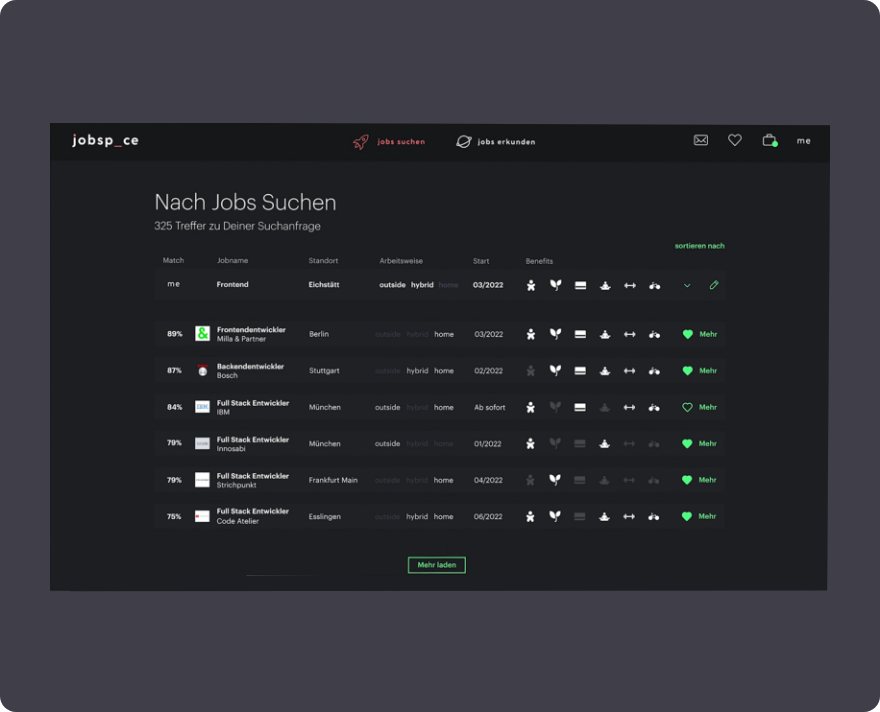 jobsp_ce
jobs suchen
jobs erkunden
me
Nach Jobs Suchen
325 Treffer zu Deiner Suchanfrage
sortieren nach
Match Jobname Standort Arbeitsweise Start Benefits
me Frontend Eichstätt outside hybrid home 03/2022
89% & Frontendentwickler Berlin outside hybrid home 03/2022 Mehr
Milla & Partner
87% Backendentwickler Stuttgart outside hybrid home 02/2022 Mehr
Bosch
84% IBM Full Stack Entwickler München outside hybrid home Ab sofort Mehr
IBM
79% Full Stack Entwickler München outside hybrid home 01/2022 Mehr
Innosabi
79% Full Stack Entwickler Frankfurt Main outside hybrid home 04/2022 Mehr
Strichpunkt
75% Full Stack Entwickler Esslingen outside hybrid home 06/2022 Mehr
Code Atelier
Mehr laden